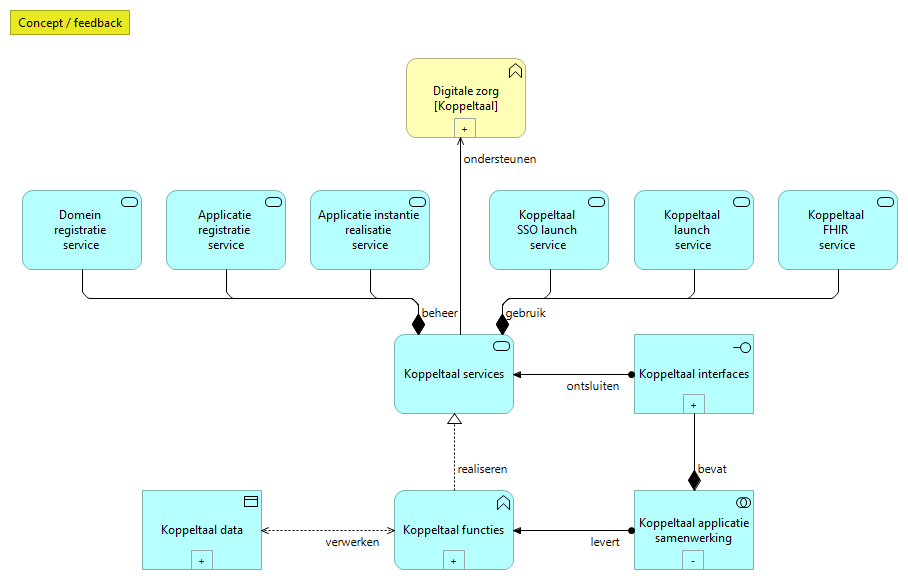 Concept / feedback
Digitale zorg
[Koppeltaal]
+
ondersteunen
Domein
registratie
service
Applicatie
registratie
service
Applicatie instantie
realisatie
service
Koppeltaal
SSO launch
service
Koppeltaal
launch
service
Koppeltaal
FHIR
service
beheer
gebruik
Koppeltaal services
ontsluiten
Koppeltaal interfaces
+
realiseren
bevat
Koppeltaal data
+
verwerken
Koppeltaal functies
+
levert
Koppeltaal applicatie
samenwerking
-